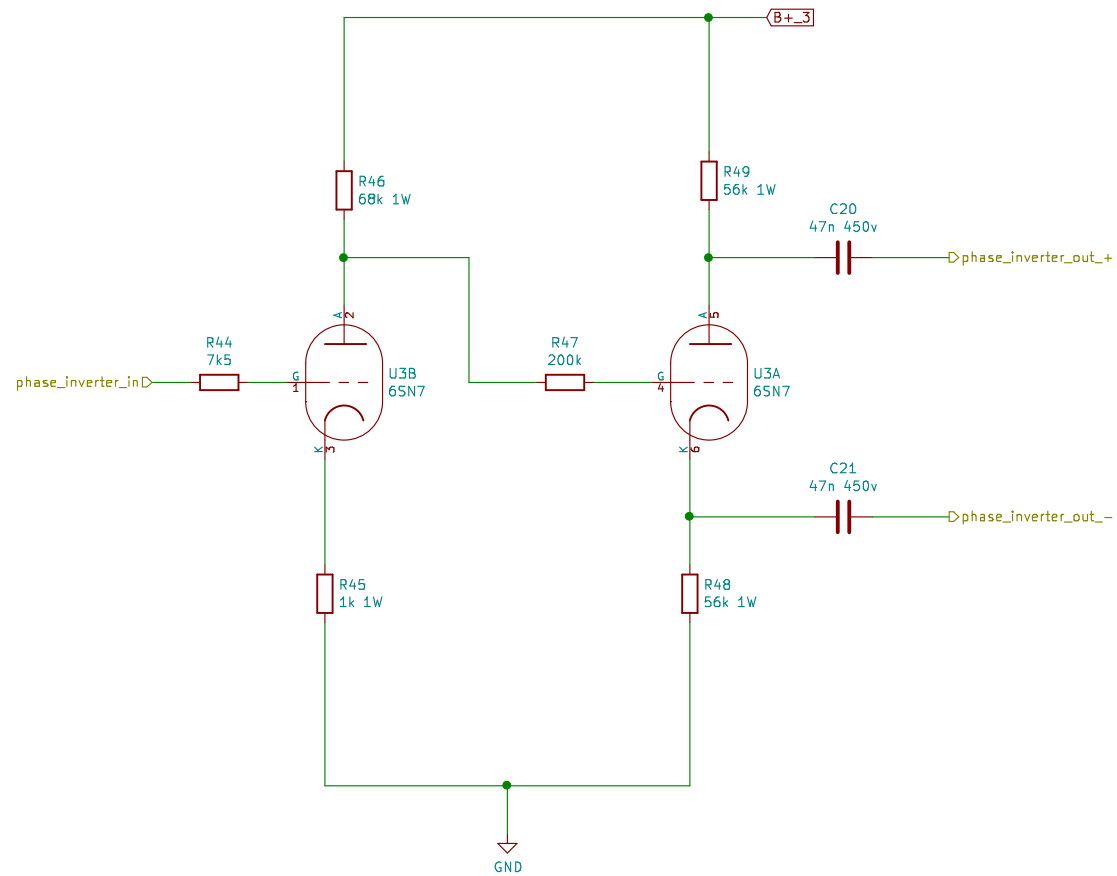 B+_3
R46
68k 1W
R49
56k 1W
C20
47n 450v
phase_inverter_out_+
A
2
A
5
R44
7k5
phase_inverter_in
G
1
U3B
6SN7
R47
200k
G
4
U3A
6SN7
K
3
K
6
C21
47n 450v
phase_inverter_out_-
R45
1k 1W
R48
56k 1W
GND